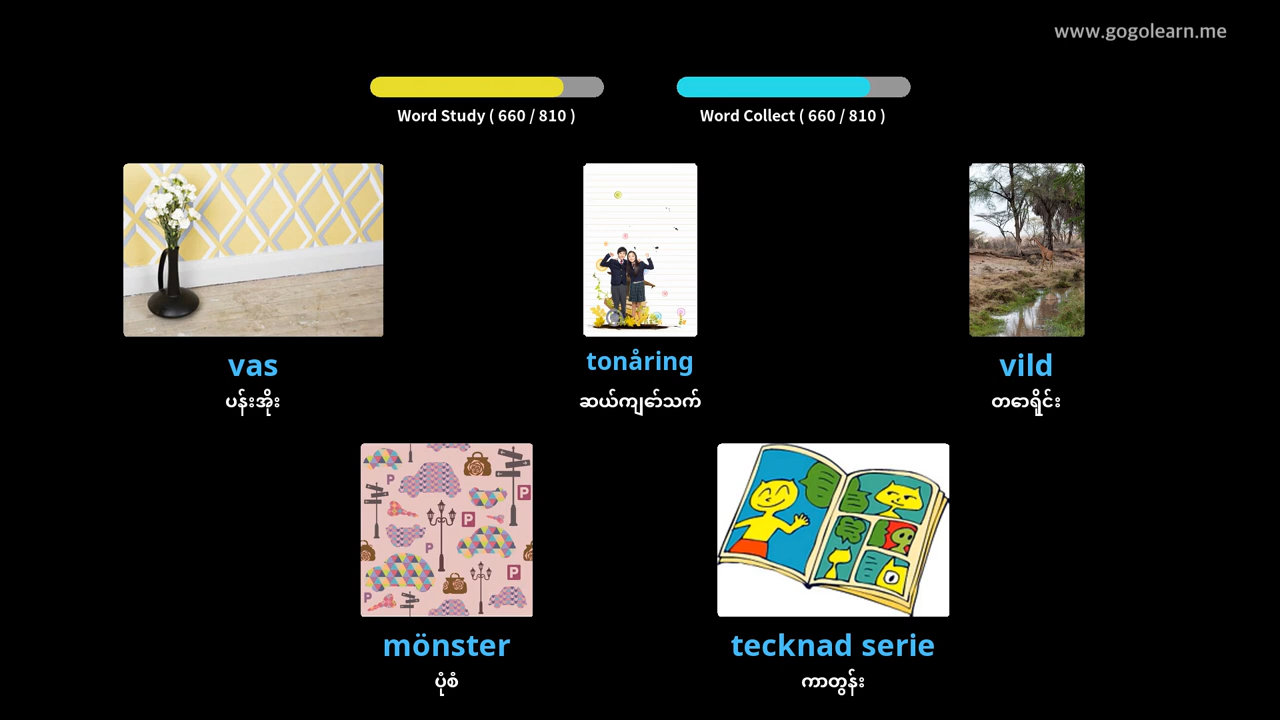 www.gogolearn.me
Word Study ( 660 / 810 )
Word Collect ( 660 / 810 )
vas
ပန်းအိုး
tonåring
ဆယ်ကျော်သက်
vild
တောရိုင်း
mönster
ပုံစံ
tecknad serie
ကာတွန်း
P
P
P
P
P
P